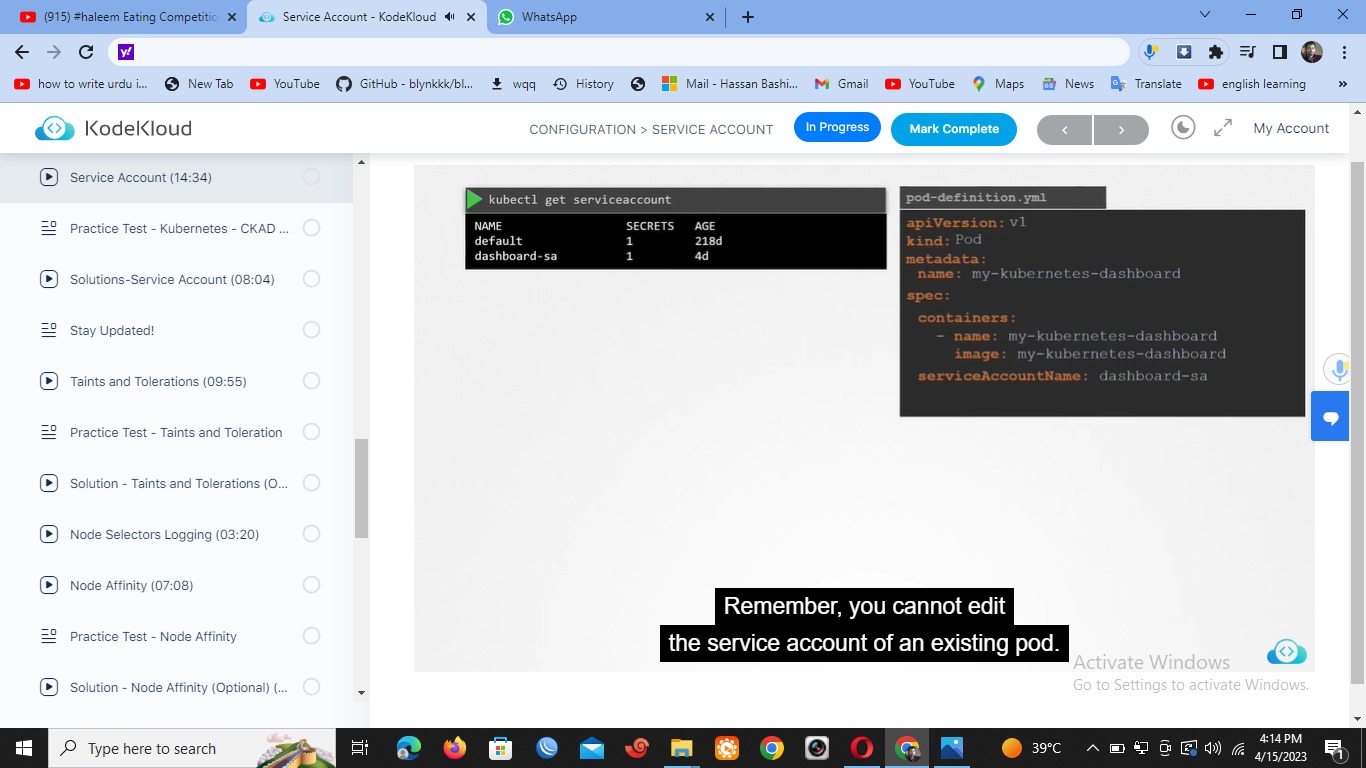 (915) #haleem Eating Competitio
Service Account - KodeKloud
WhatsApp
how to write urdu i...
New Tab
YouTube
GitHub - blynkkk/bl...
wqq
History
Mail - Hassan Bashi...
Gmail
YouTube
Maps
News
Translate
english learning
KodeKloud
CONFIGURATION > SERVICE ACCOUNT
In Progress
Mark Complete
My Account
Service Account (14:34)
Practice Test - Kubernetes - CKAD ...
Solutions-Service Account (08:04)
Stay Updated!
Taints and Tolerations (09:55)
Practice Test - Taints and Toleration
Solution - Taints and Tolerations (O...
Node Selectors Logging (03:20)
Node Affinity (07:08)
Practice Test - Node Affinity
Solution - Node Affinity (Optional) (...
kubectl get serviceaccount
NAME SECRETS AGE
default 1 218d
dashboard-sa 1 4d
pod-definition.yml
apiVersion: v1
kind: Pod
metadata:
name: my-kubernetes-dashboard
spec:
containers:
- name: my-kubernetes-dashboard
image: my-kubernetes-dashboard
serviceAccountName: dashboard-sa
Remember, you cannot edit
the service account of an existing pod.
Activate Windows
Go to Settings to activate Windows.
Type here to search
39°C
4:14 PM
4/15/2023
1